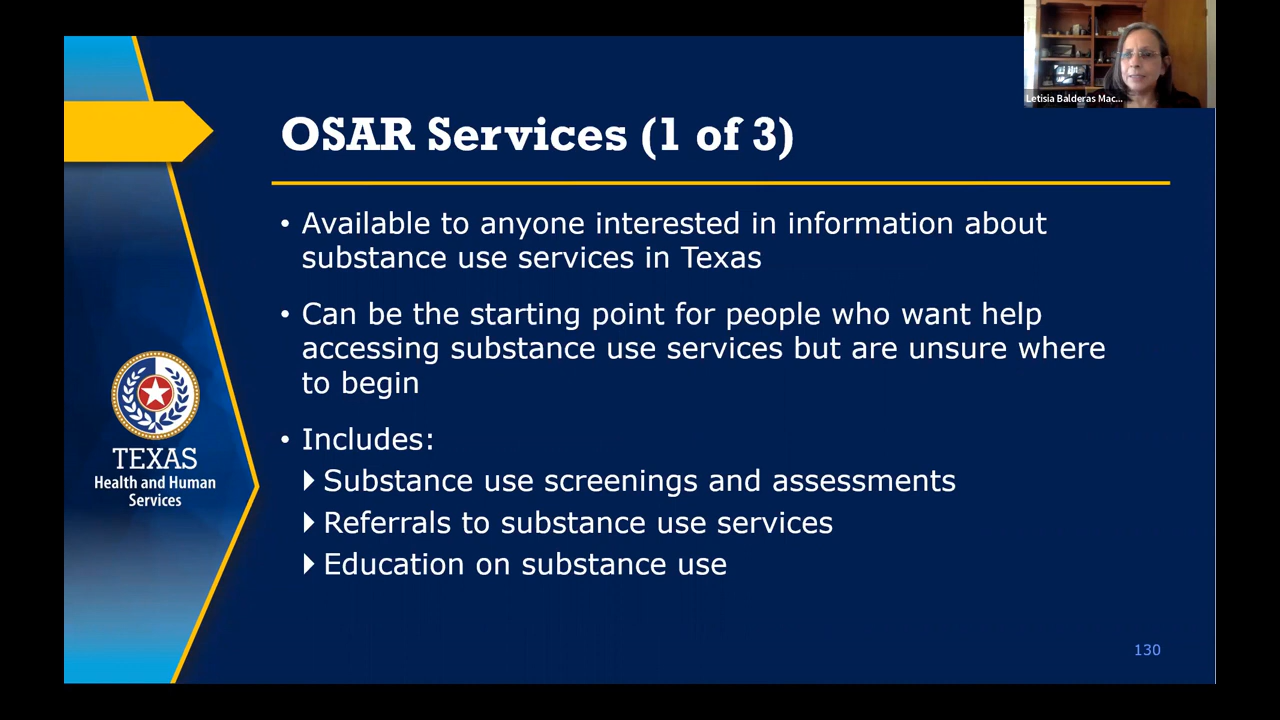 Letisia Balderas Mac...
OSAR Services (1 of 3)
• Available to anyone interested in information about
substance use services in Texas
• Can be the starting point for people who want help
accessing substance use services but are unsure where
to begin
• Includes:
Substance use screenings and assessments
Referrals to substance use services
Education on substance use
TEXAS
Health and Human
Services
130